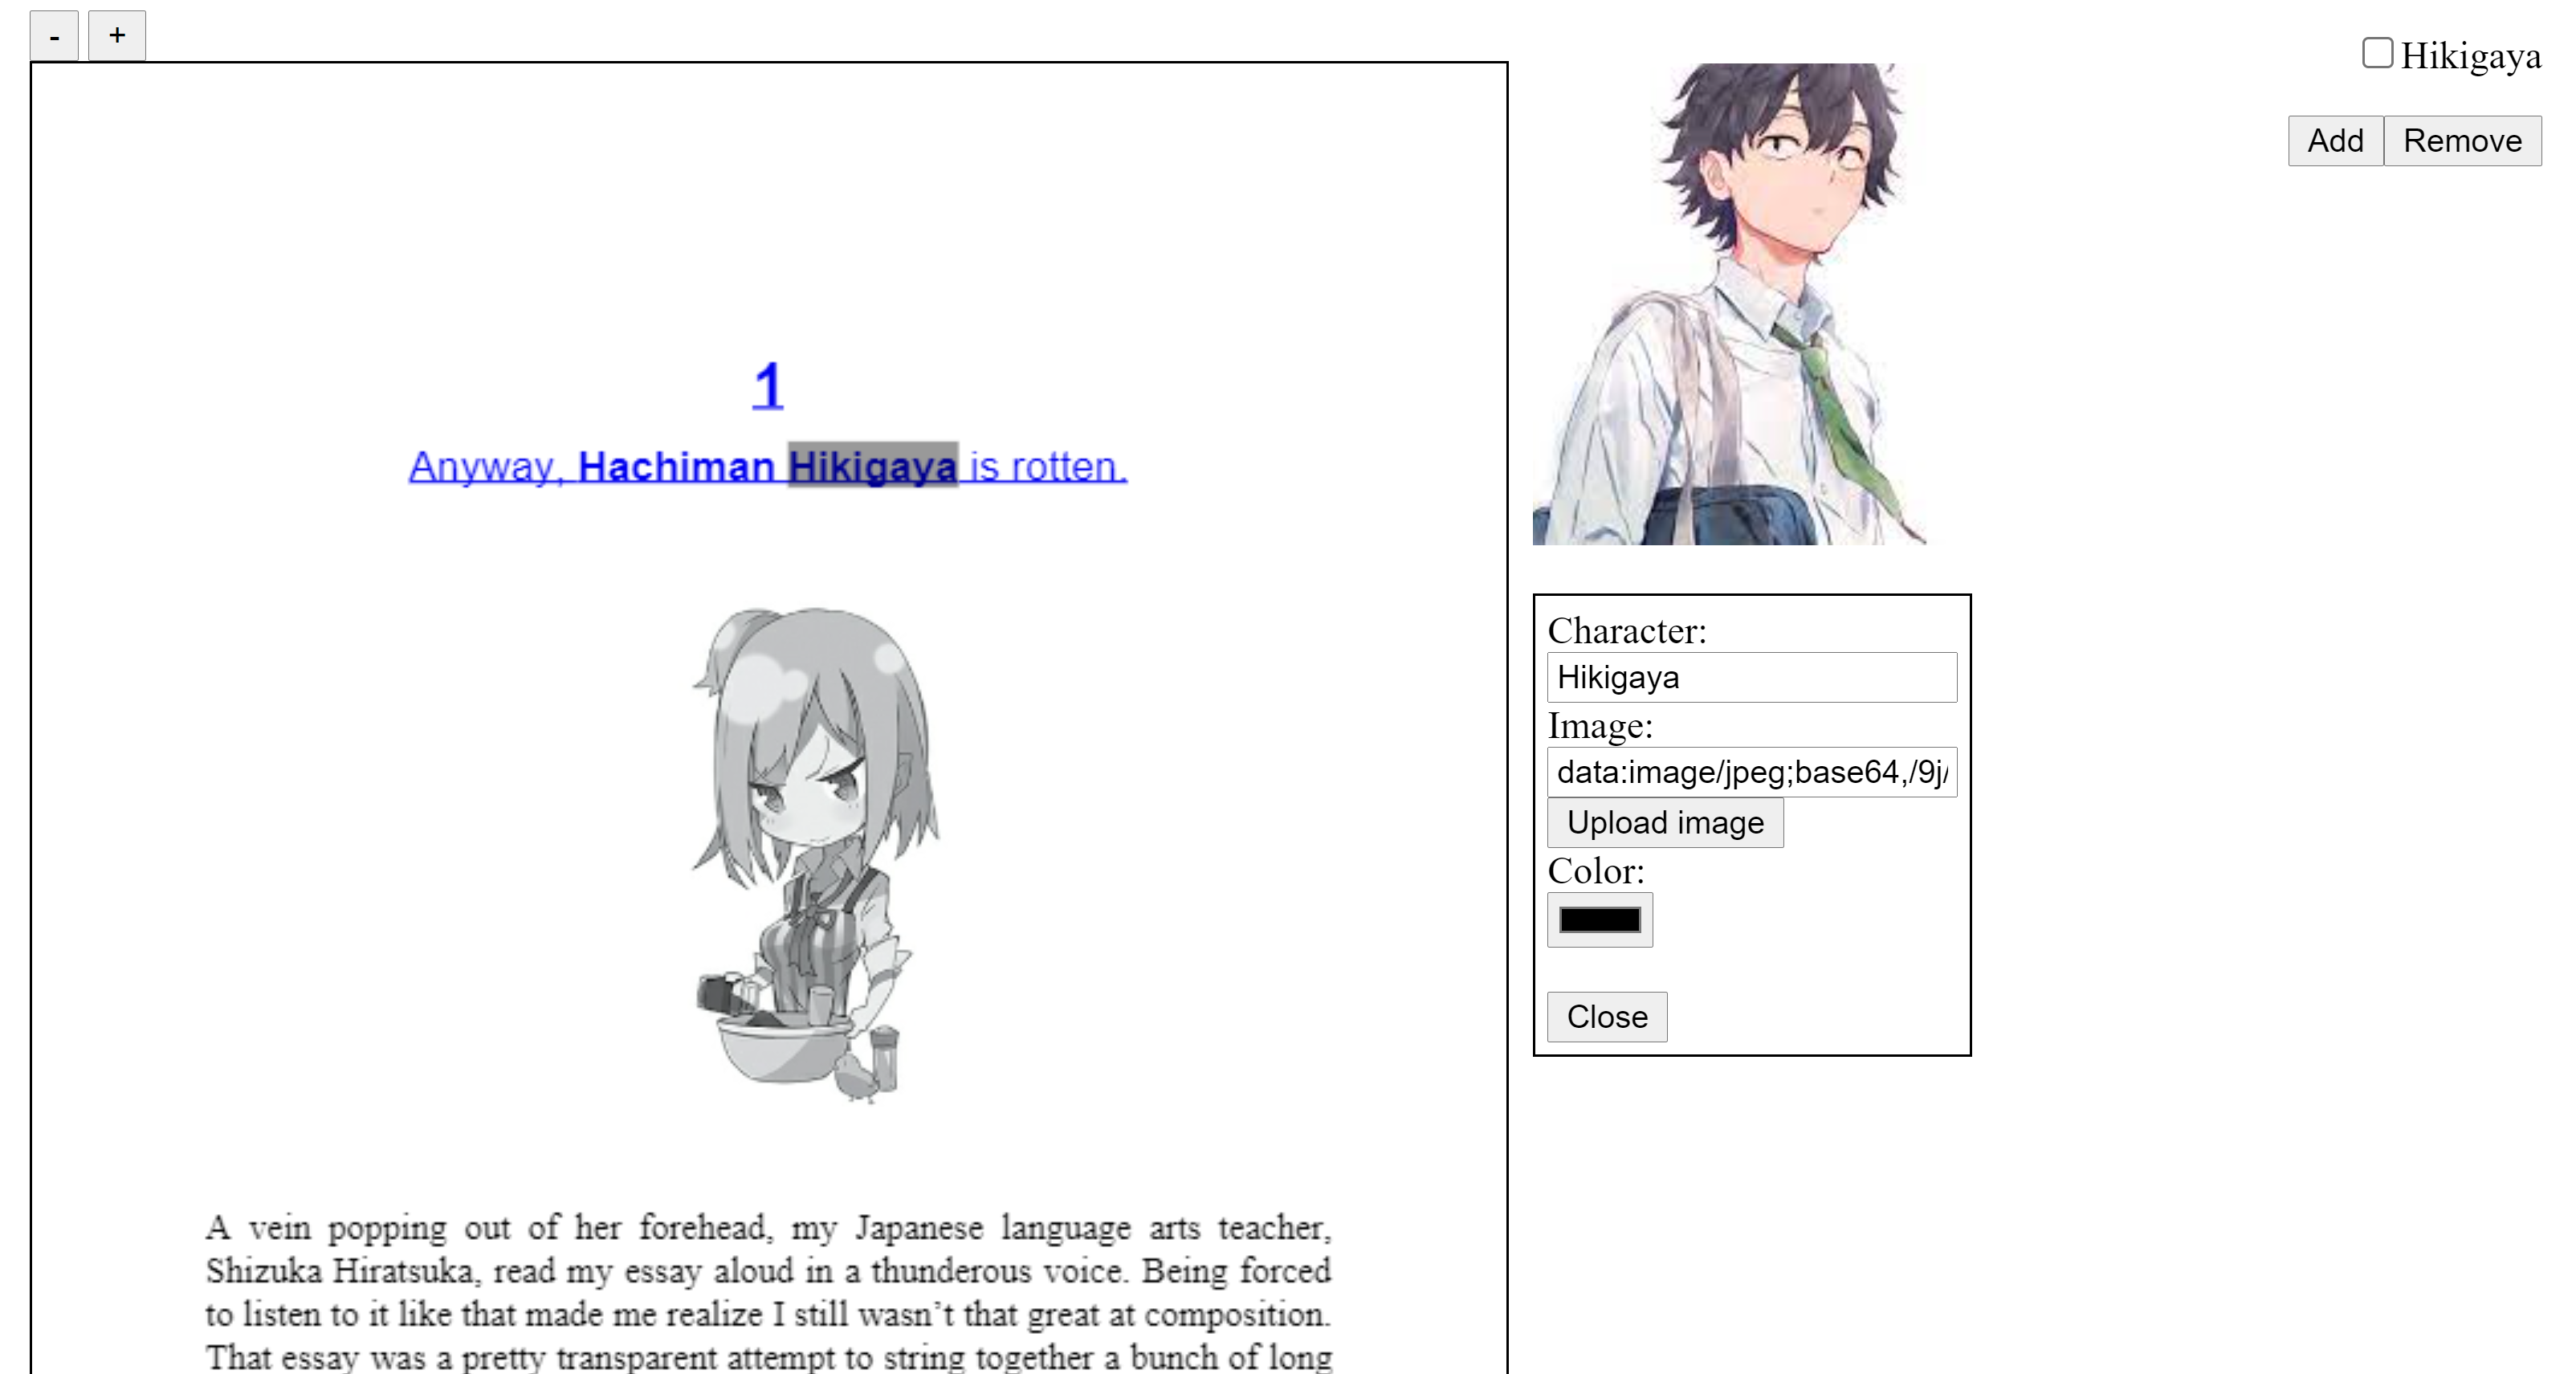 - +
Hikigaya
Add Remove
1
Anyway, Hachiman Hikigaya is rotten.
Character:
Hikigaya
Image:
data:image/jpeg;base64,/9j/
Upload image
Color:
Close
A vein popping out of her forehead, my Japanese language arts teacher,
Shizuka Hiratsuka, read my essay aloud in a thunderous voice. Being forced
to listen to it like that made me realize I still wasn’t that great at composition.
That essay was a pretty transparent attempt to string together a bunch of long